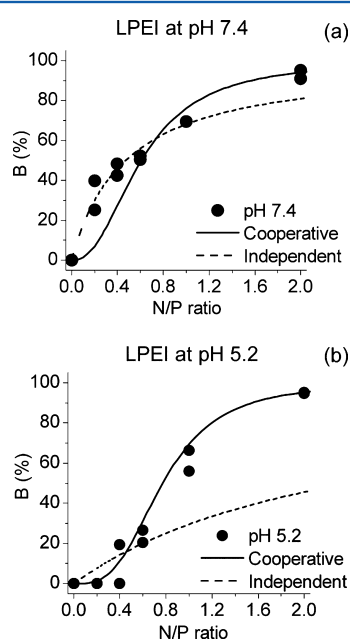 LPEI at pH 7.4
(a)
100
80
60
40
20
0
B (%)
pH 7.4
Cooperative
Independent
0.0 0.4 0.8 1.2 1.6 2.0
N/P ratio
LPEI at pH 5.2
(b)
100
80
60
40
20
0
B (%)
pH 5.2
Cooperative
Independent
0.0 0.4 0.8 1.2 1.6 2.0
N/P ratio